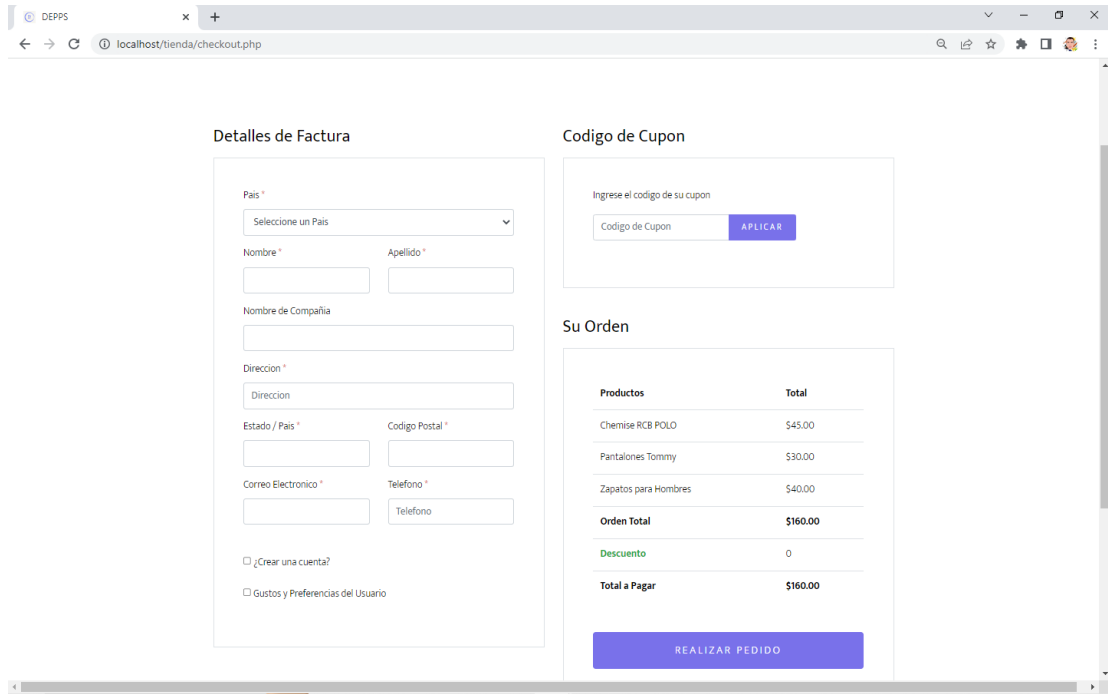 DEPPS
localhost/tienda/checkout.php
Detalles de Factura
Pais *
Seleccione un Pais
Nombre *
Apellido *
Nombre de Compañia
Direccion *
Direccion
Estado / Pais *
Codigo Postal *
Correo Electronico *
Telefono *
Telefono
¿Crear una cuenta?
Gustos y Preferencias del Usuario
Codigo de Cupon
Ingrese el codigo de su cupon
Codigo de Cupon
APLICAR
Su Orden
Productos Total
Chemise RCB POLO $45.00
Pantalones Tommy $30.00
Zapatos para Hombres $40.00
Orden Total $160.00
Descuento 0
Total a Pagar $160.00
REALIZAR PEDIDO